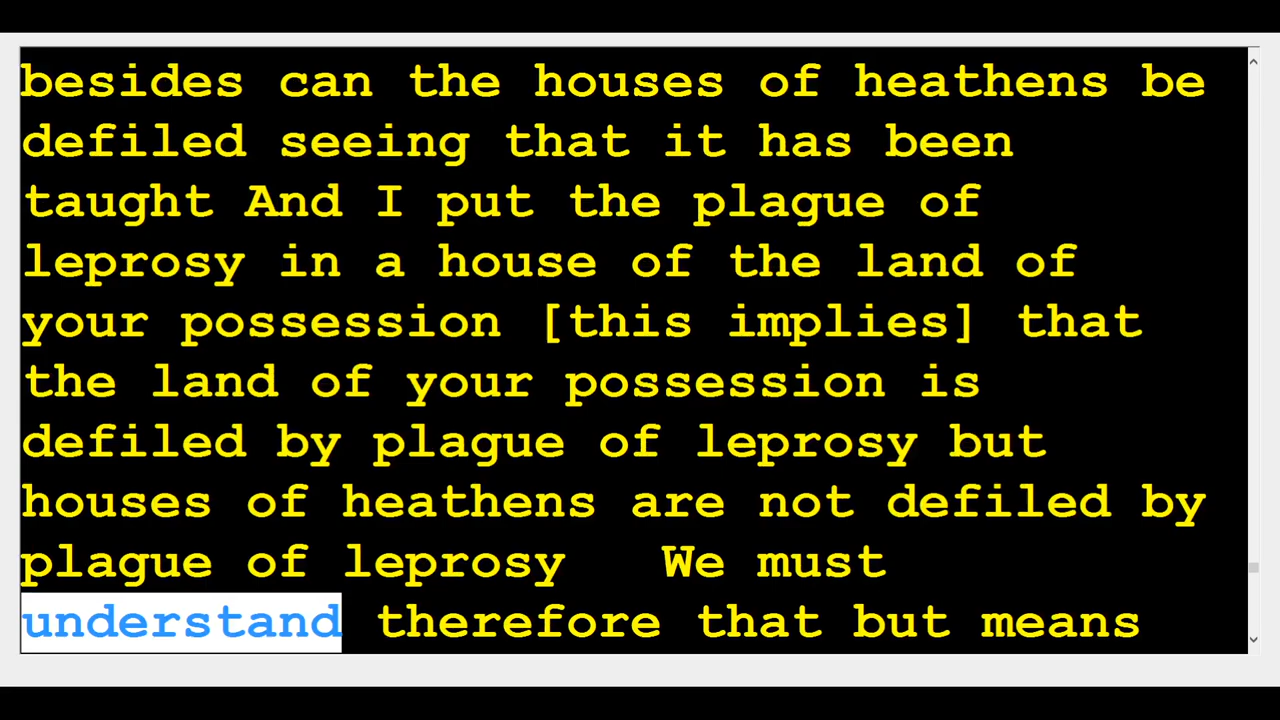 besides can the houses of heathens be
defiled seeing that it has been
taught And I put the plague of
leprosy in a house of the land of
your possession [this implies] that
the land of your possession is
defiled by plague of leprosy but
houses of heathens are not defiled by
plague of leprosy   We must
understand therefore that but means